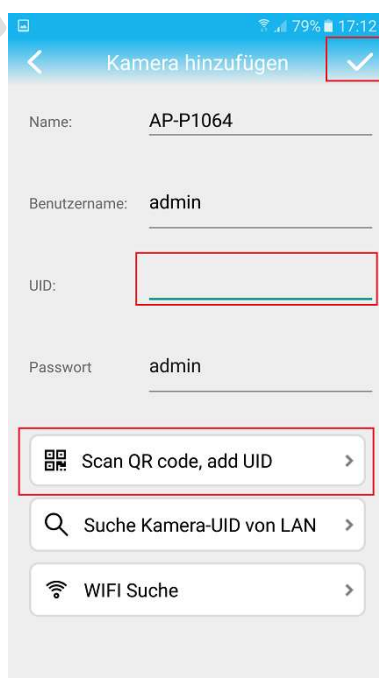 79% 17:12
Kamera hinzufügen
Name: AP-P1064
Benutzername: admin
UID:
Passwort admin
Scan QR code, add UID
Suche Kamera-UID von LAN
WIFI Suche